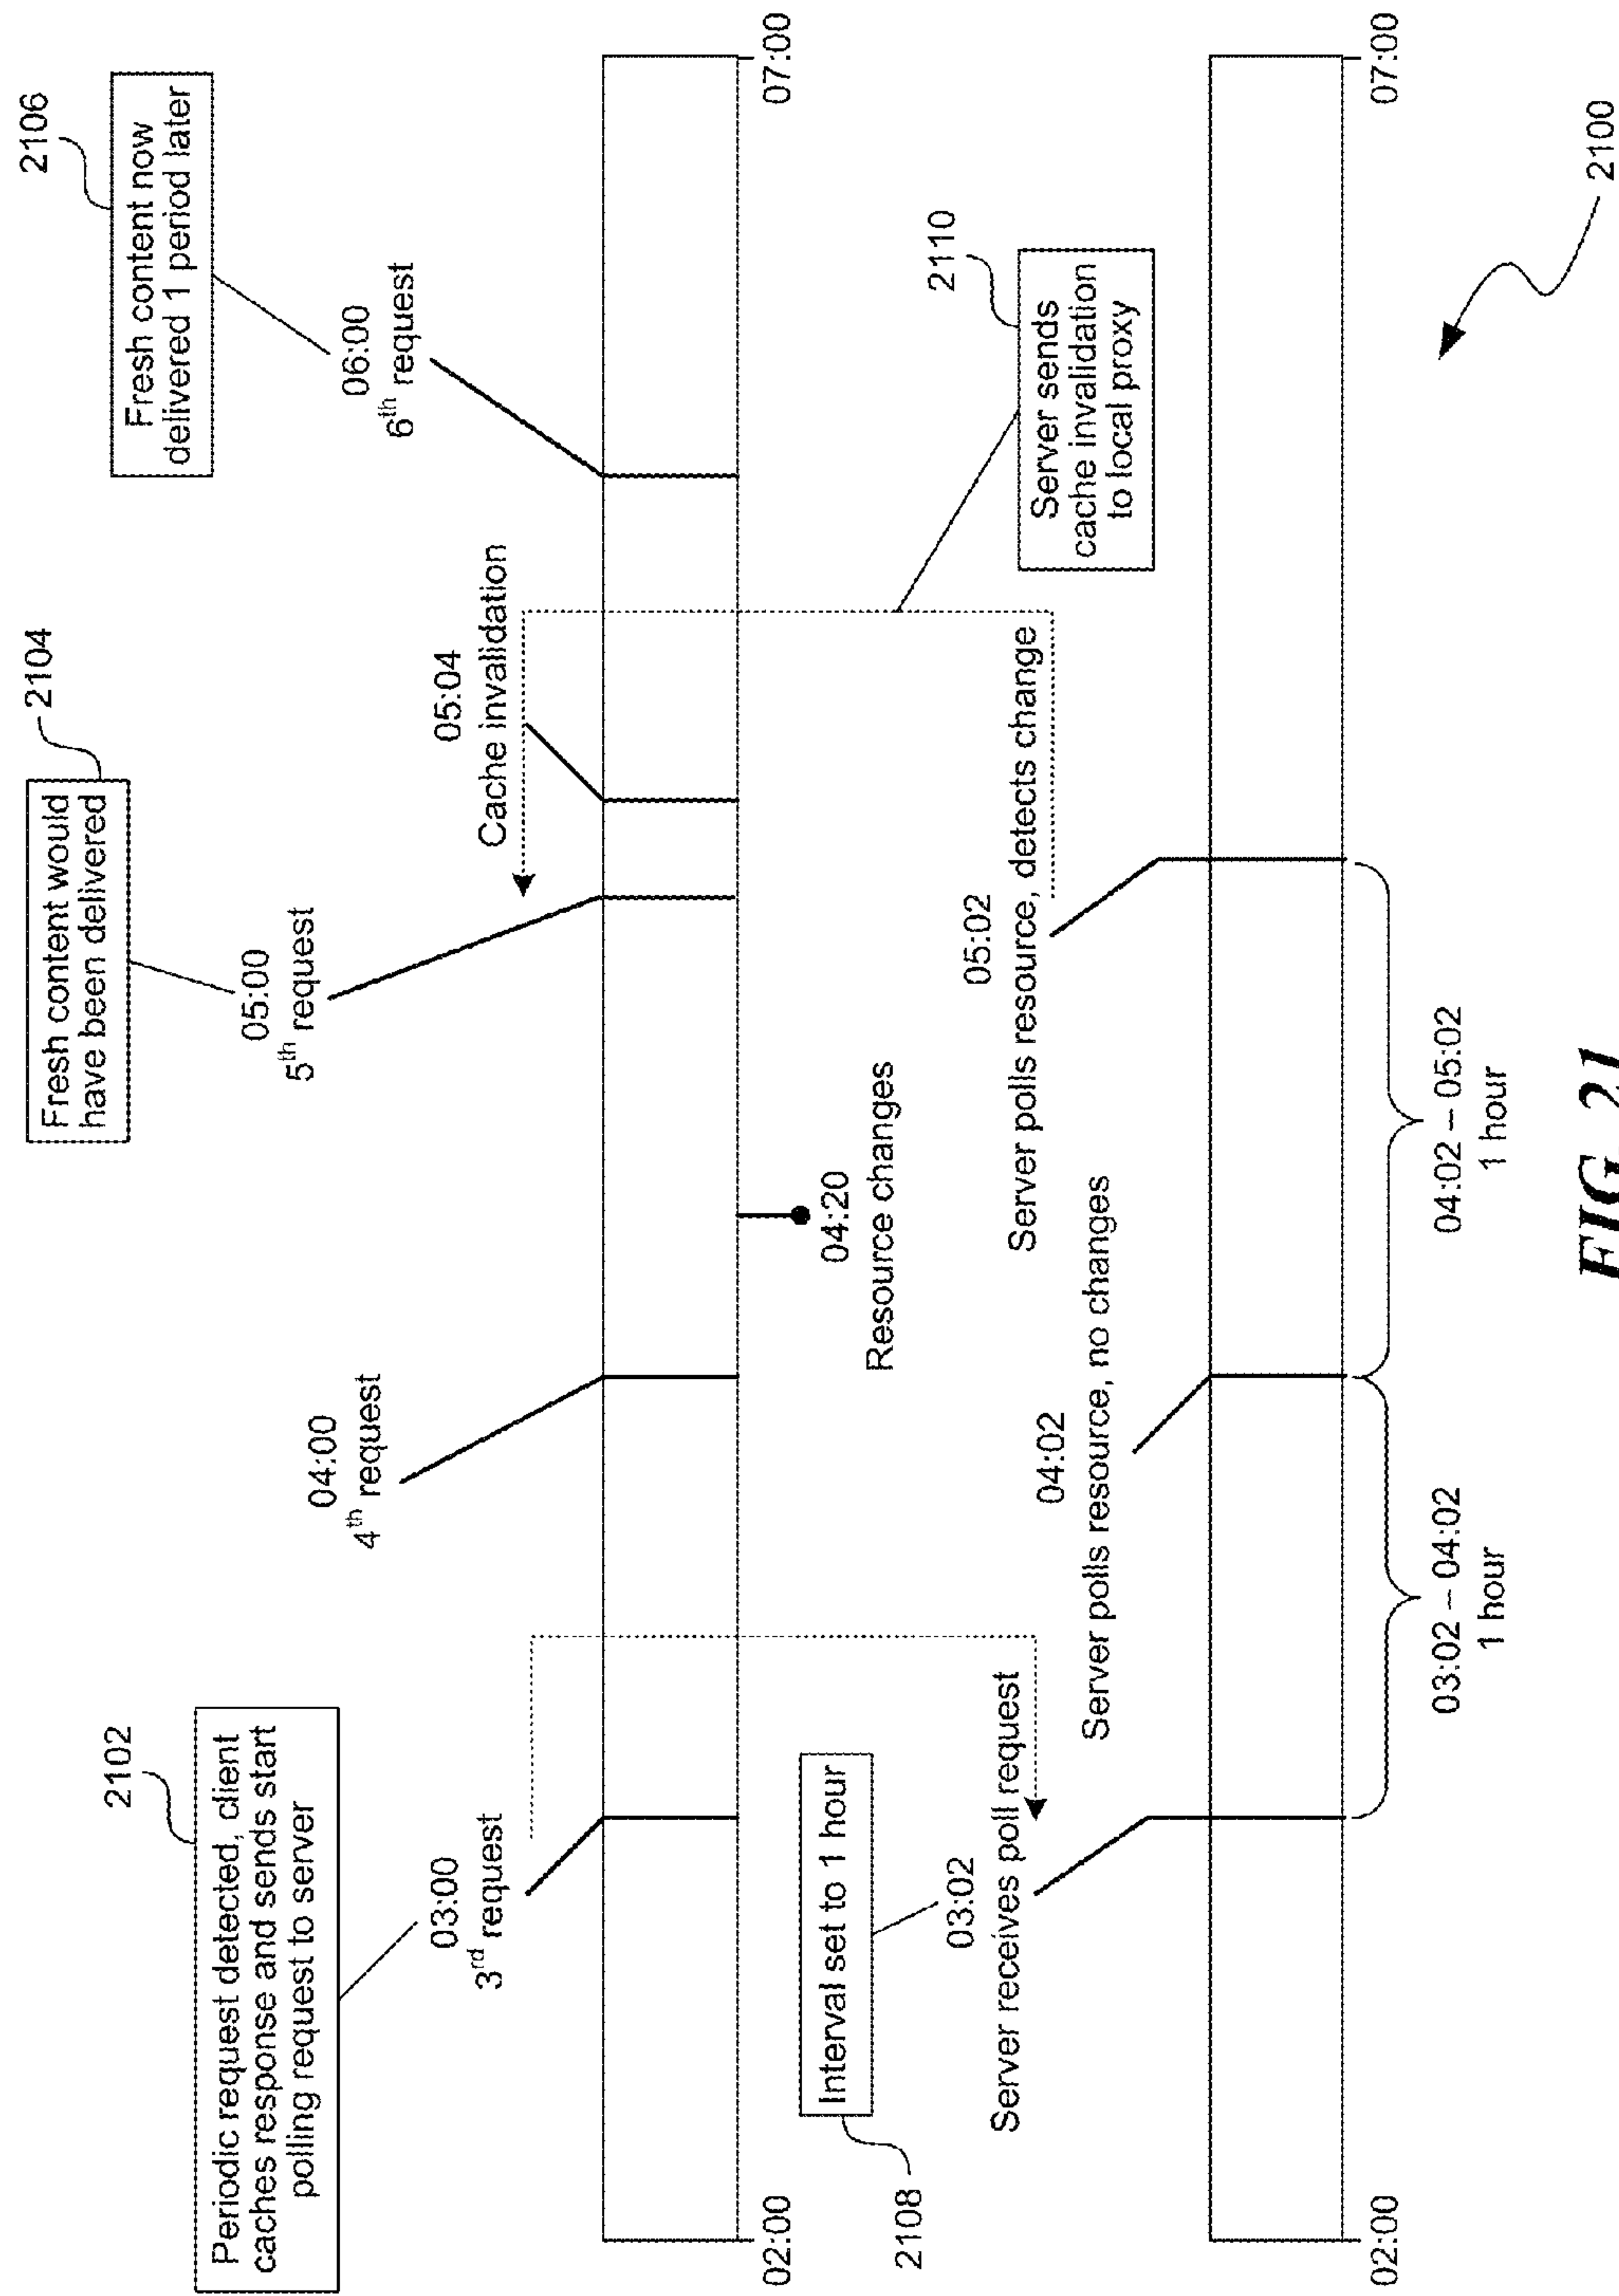 2102
Periodic request detected, client
caches response and sends start
polling request to server
2104
Fresh content would
have been delivered
2106
Fresh content now
delivered 1 period later
03:00
3rd request
04:00
4th request
05:00
5th request
05:04
Cache invalidation
06:00
6th request
02:00
07:00
04:20
Resource changes
2108
Interval set to 1 hour
03:02
Server receives poll request
04:02
Server polls resource, no changes
05:02
Server polls resource, detects change
2110
Server sends
cache invalidation
to local proxy
02:00
07:00
03:02 – 04:02
1 hour
04:02 – 05:02
1 hour
2100
FIG. 21